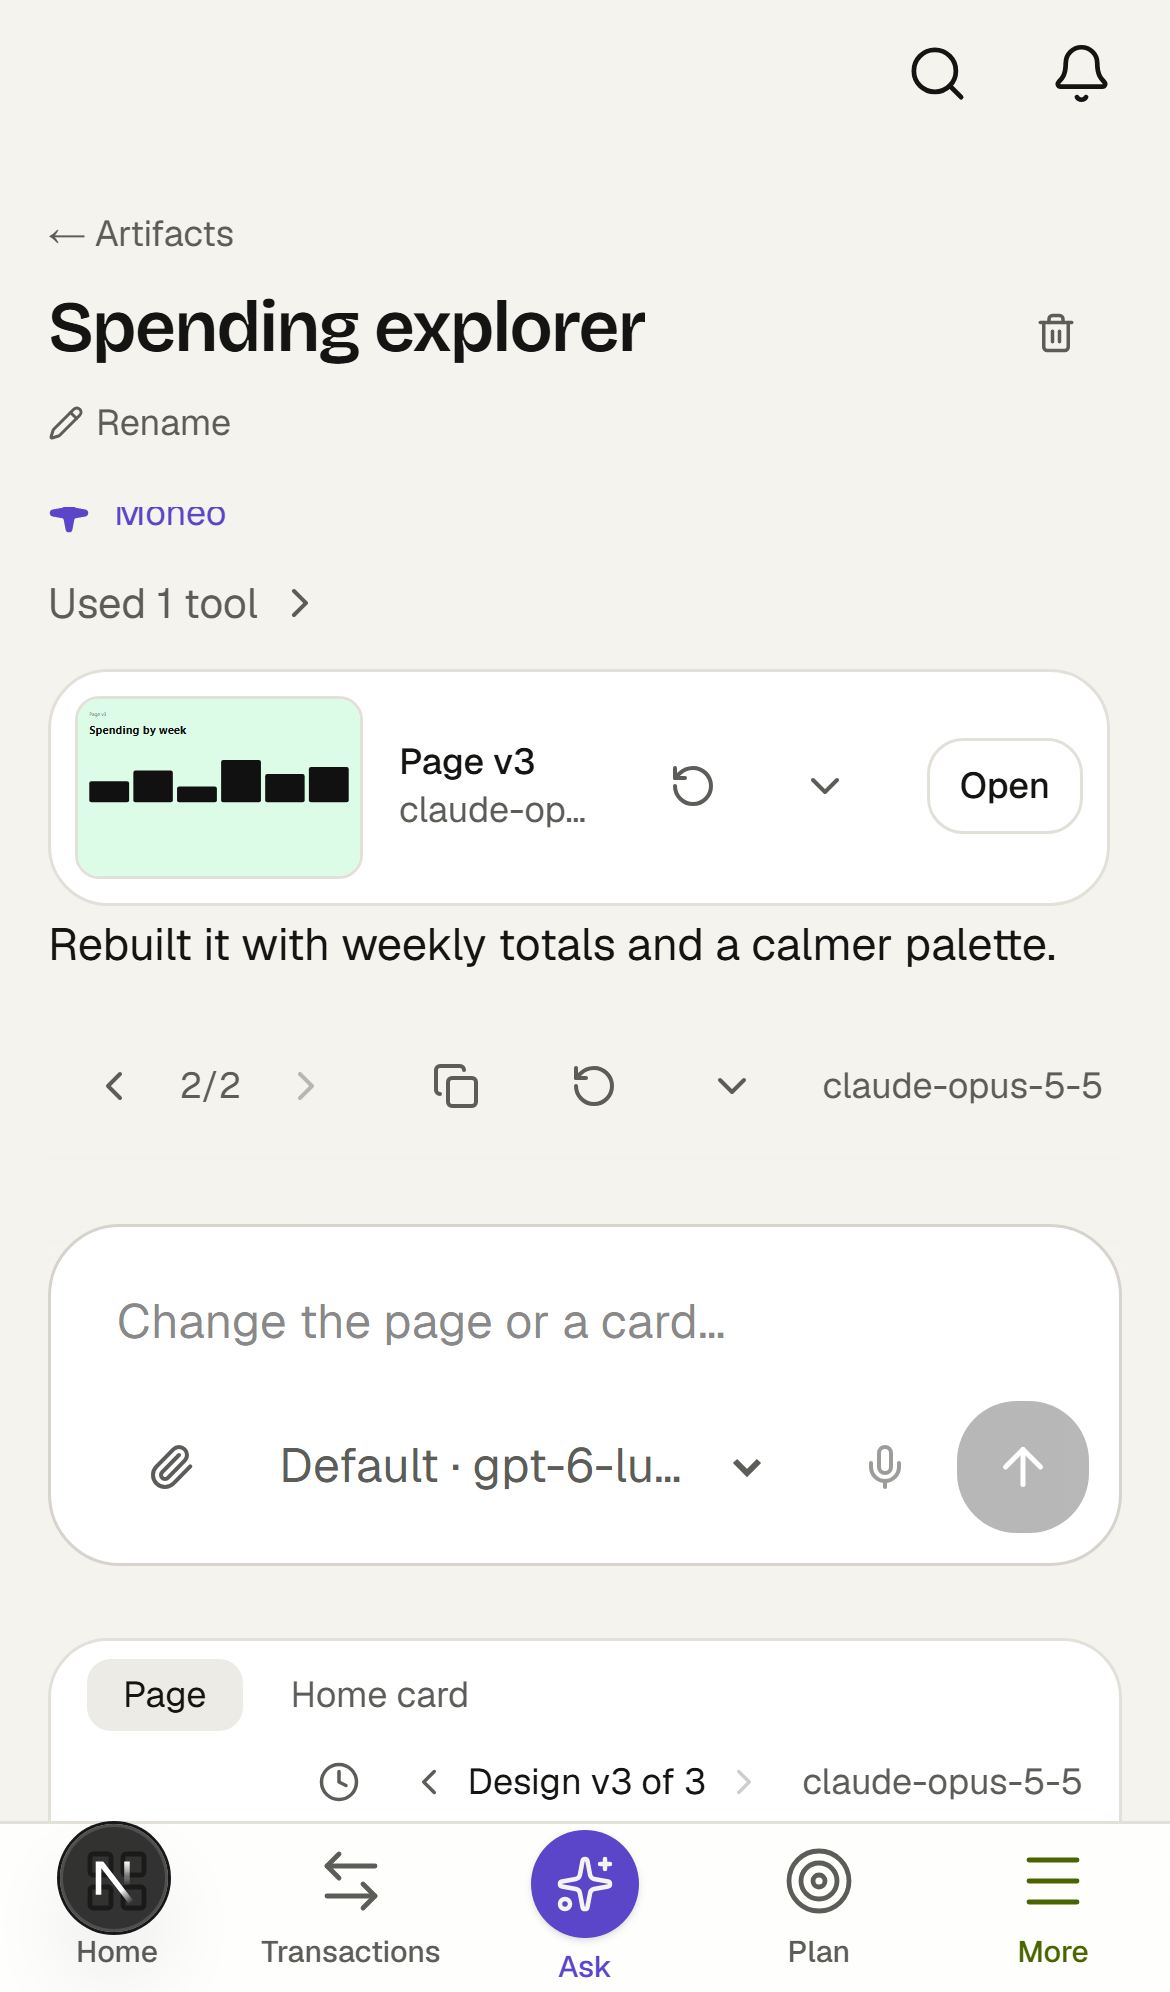 ← Artifacts
Spending explorer
Rename
Moneo
Used 1 tool
Page v3
Spending by week
Page v3
claude-op...
Open
Rebuilt it with weekly totals and a calmer palette.
2/2
claude-opus-5-5
Change the page or a card...
Default · gpt-6-lu...
Page
Home card
Design v3 of 3
claude-opus-5-5
N
Home
Transactions
Ask
Plan
More